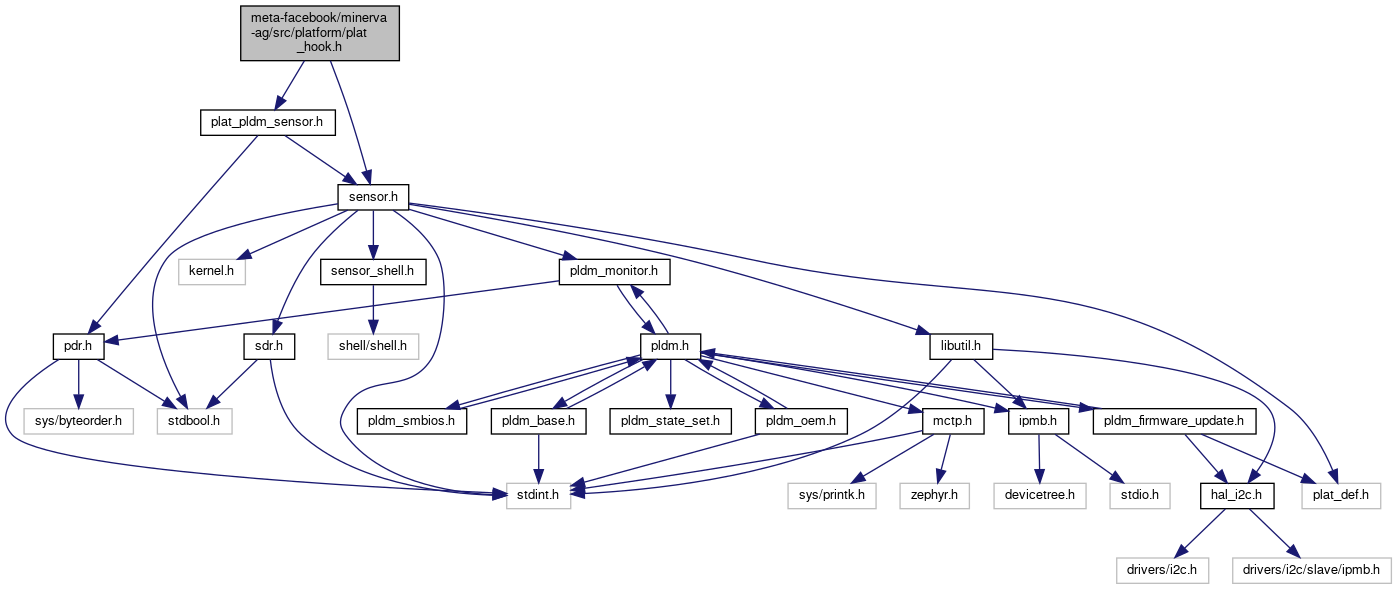 meta-facebook/minerva
-ag/src/platform/plat
_hook.h
plat_pldm_sensor.h
sensor.h
kernel.h
sensor_shell.h
pldm_monitor.h
pdr.h
sdr.h
shell/shell.h
pldm.h
libutil.h
sys/byteorder.h
stdbool.h
pldm_smbios.h
pldm_base.h
pldm_state_set.h
pldm_oem.h
mctp.h
ipmb.h
pldm_firmware_update.h
stdint.h
sys/printk.h
zephyr.h
devicetree.h
stdio.h
hal_i2c.h
plat_def.h
drivers/i2c.h
drivers/i2c/slave/ipmb.h